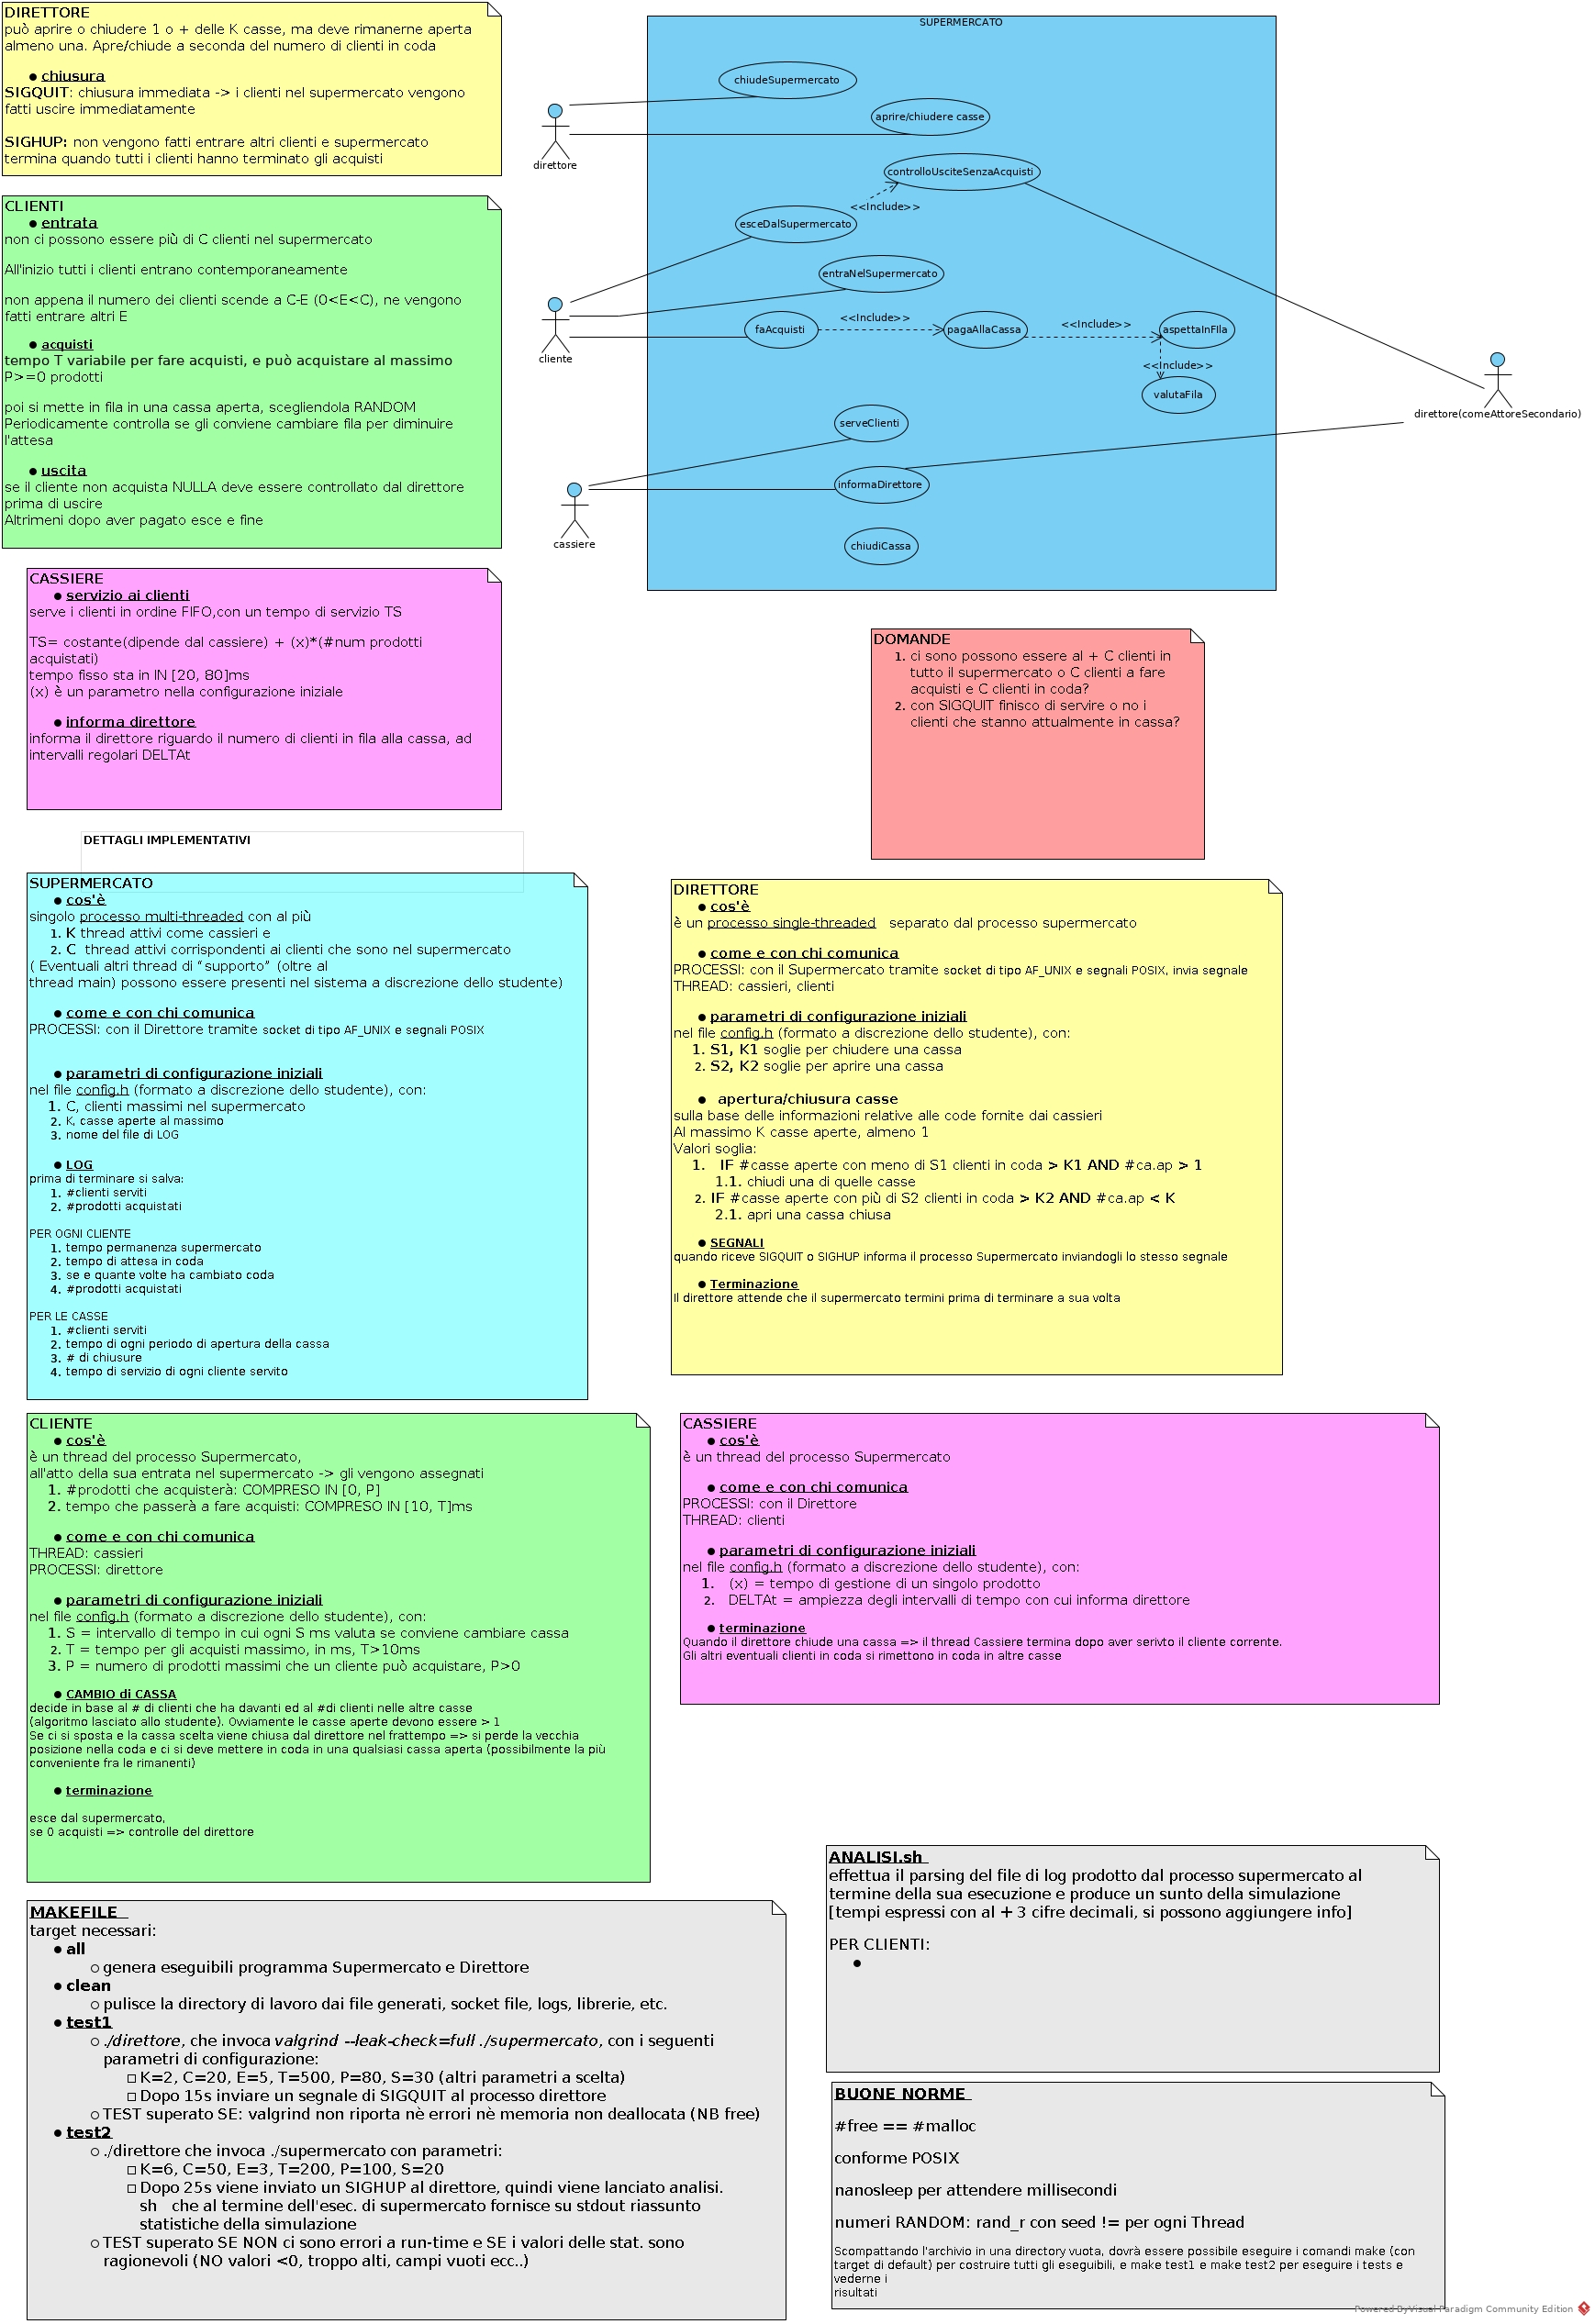 DIRETTORE
può aprire o chiudere 1 o + delle K casse, ma deve rimanerne aperta
almeno una. Apre/chiude a seconda del numero di clienti in coda
• chiusura
SIGQUIT: chiusura immediata -> i clienti nel supermercato vengono
fatti uscire immediatamente
SIGHUP: non vengono fatti entrare altri clienti e supermercato
termina quando tutti i clienti hanno terminato gli acquisti
CLIENTI
• entrata
non ci possono essere più di C clienti nel supermercato
All'inizio tutti i clienti entrano contemporaneamente
non appena il numero dei clienti scende a C-E (0<E<C), ne vengono
fatti entrare altri E
• acquisti
tempo T variabile per fare acquisti, e può acquistare al massimo
P>=0 prodotti
poi si mette in fila in una cassa aperta, scegliendola RANDOM
Periodicamente controlla se gli conviene cambiare fila per diminuire
l'attesa
• uscita
se il cliente non acquista NULLA deve essere controllato dal direttore
prima di uscire
Altrimeni dopo aver pagato esce e fine
CASSIERE
• servizio ai clienti
serve i clienti in ordine FIFO,con un tempo di servizio TS
TS= costante(dipende dal cassiere) + (x)*(#num prodotti
acquistati)
tempo fisso sta in IN [20, 80]ms
(x) è un parametro nella configurazione iniziale
• informa direttore
informa il direttore riguardo il numero di clienti in fila alla cassa, ad
intervalli regolari DELTAt
SUPERMERCATO
chiudeSupermercato
aprire/chiudere casse
direttore
controlloUsciteSenzaAcquisti
<<Include>>
esceDalSupermercato
entraNelSupermercato
cliente
faAcquisti
<<Include>>
pagaAllaCassa
<<Include>>
aspettaInFIla
<<Include>>
valutaFila
direttore(comeAttoreSecondario)
serveClienti
informaDirettore
cassiere
chiudiCassa
DOMANDE
1. ci sono possono essere al + C clienti in
tutto il supermercato o C clienti a fare
acquisti e C clienti in coda?
2. con SIGQUIT finisco di servire o no i
clienti che stanno attualmente in cassa?
DETTAGLI IMPLEMENTATIVI
SUPERMERCATO
• cos'è
singolo processo multi-threaded con al più
1. K thread attivi come cassieri e
2. C thread attivi corrispondenti ai clienti che sono nel supermercato
( Eventuali altri thread di “supporto” (oltre al
thread main) possono essere presenti nel sistema a discrezione dello studente)
• come e con chi comunica
PROCESSI: con il Direttore tramite socket di tipo AF_UNIX e segnali POSIX
• parametri di configurazione iniziali
nel file config.h (formato a discrezione dello studente), con:
1. C, clienti massimi nel supermercato
2. K, casse aperte al massimo
3. nome del file di LOG
• LOG
prima di terminare si salva:
1. #clienti serviti
2. #prodotti acquistati
PER OGNI CLIENTE
1. tempo permanenza supermercato
2. tempo di attesa in coda
3. se e quante volte ha cambiato coda
4. #prodotti acquistati
PER LE CASSE
1. #clienti serviti
2. tempo di ogni periodo di apertura della cassa
3. # di chiusure
4. tempo di servizio di ogni cliente servito
DIRETTORE
• cos'è
è un processo single-threaded separato dal processo supermercato
• come e con chi comunica
PROCESSI: con il Supermercato tramite socket di tipo AF_UNIX e segnali POSIX, invia segnale
THREAD: cassieri, clienti
• parametri di configurazione iniziali
nel file config.h (formato a discrezione dello studente), con:
1. S1, K1 soglie per chiudere una cassa
2. S2, K2 soglie per aprire una cassa
• apertura/chiusura casse
sulla base delle informazioni relative alle code fornite dai cassieri
Al massimo K casse aperte, almeno 1
Valori soglia:
1. IF #casse aperte con meno di S1 clienti in coda > K1 AND #ca.ap > 1
1.1. chiudi una di quelle casse
2. IF #casse aperte con più di S2 clienti in coda > K2 AND #ca.ap < K
2.1. apri una cassa chiusa
• SEGNALI
quando riceve SIGQUIT o SIGHUP informa il processo Supermercato inviandogli lo stesso segnale
• Terminazione
Il direttore attende che il supermercato termini prima di terminare a sua volta
CLIENTE
• cos'è
è un thread del processo Supermercato,
all'atto della sua entrata nel supermercato -> gli vengono assegnati
1. #prodotti che acquisterà: COMPRESO IN [0, P]
2. tempo che passerà a fare acquisti: COMPRESO IN [10, T]ms
• come e con chi comunica
THREAD: cassieri
PROCESSI: direttore
• parametri di configurazione iniziali
nel file config.h (formato a discrezione dello studente), con:
1. S = intervallo di tempo in cui ogni S ms valuta se conviene cambiare cassa
2. T = tempo per gli acquisti massimo, in ms, T>10ms
3. P = numero di prodotti massimi che un cliente può acquistare, P>0
• CAMBIO di CASSA
decide in base al # di clienti che ha davanti ed al #di clienti nelle altre casse
(algoritmo lasciato allo studente). Ovviamente le casse aperte devono essere > 1
Se ci si sposta e la cassa scelta viene chiusa dal direttore nel frattempo => si perde la vecchia
posizione nella coda e ci si deve mettere in coda in una qualsiasi cassa aperta (possibilmente la più
conveniente fra le rimanenti)
• terminazione
esce dal supermercato,
se 0 acquisti => controlle del direttore
CASSIERE
• cos'è
è un thread del processo Supermercato
• come e con chi comunica
PROCESSI: con il Direttore
THREAD: clienti
• parametri di configurazione iniziali
nel file config.h (formato a discrezione dello studente), con:
1. (x) = tempo di gestione di un singolo prodotto
2. DELTAt = ampiezza degli intervalli di tempo con cui informa direttore
• terminazione
Quando il direttore chiude una cassa => il thread Cassiere termina dopo aver serivto il cliente corrente.
Gli altri eventuali clienti in coda si rimettono in coda in altre casse
MAKEFILE
target necessari:
• all
○ genera eseguibili programma Supermercato e Direttore
• clean
○ pulisce la directory di lavoro dai file generati, socket file, logs, librerie, etc.
• test1
○ ./direttore, che invoca valgrind --leak-check=full ./supermercato, con i seguenti
parametri di configurazione:
□ K=2, C=20, E=5, T=500, P=80, S=30 (altri parametri a scelta)
□ Dopo 15s inviare un segnale di SIGQUIT al processo direttore
○ TEST superato SE: valgrind non riporta nè errori nè memoria non deallocata (NB free)
• test2
○ ./direttore che invoca ./supermercato con parametri:
□ K=6, C=50, E=3, T=200, P=100, S=20
□ Dopo 25s viene inviato un SIGHUP al direttore, quindi viene lanciato analisi.
sh che al termine dell'esec. di supermercato fornisce su stdout riassunto
statistiche della simulazione
○ TEST superato SE NON ci sono errori a run-time e SE i valori delle stat. sono
ragionevoli (NO valori <0, troppo alti, campi vuoti ecc..)
ANALISI.sh
effettua il parsing del file di log prodotto dal processo supermercato al
termine della sua esecuzione e produce un sunto della simulazione
[tempi espressi con al + 3 cifre decimali, si possono aggiungere info]
PER CLIENTI:
•
BUONE NORME
#free == #malloc
conforme POSIX
nanosleep per attendere millisecondi
numeri RANDOM: rand_r con seed != per ogni Thread
Scompattando l'archivio in una directory vuota, dovrà essere possibile eseguire i comandi make (con
target di default) per costruire tutti gli eseguibili, e make test1 e make test2 per eseguire i tests e
vederne i
risultati
Powered ByVisual Paradigm Community Edition